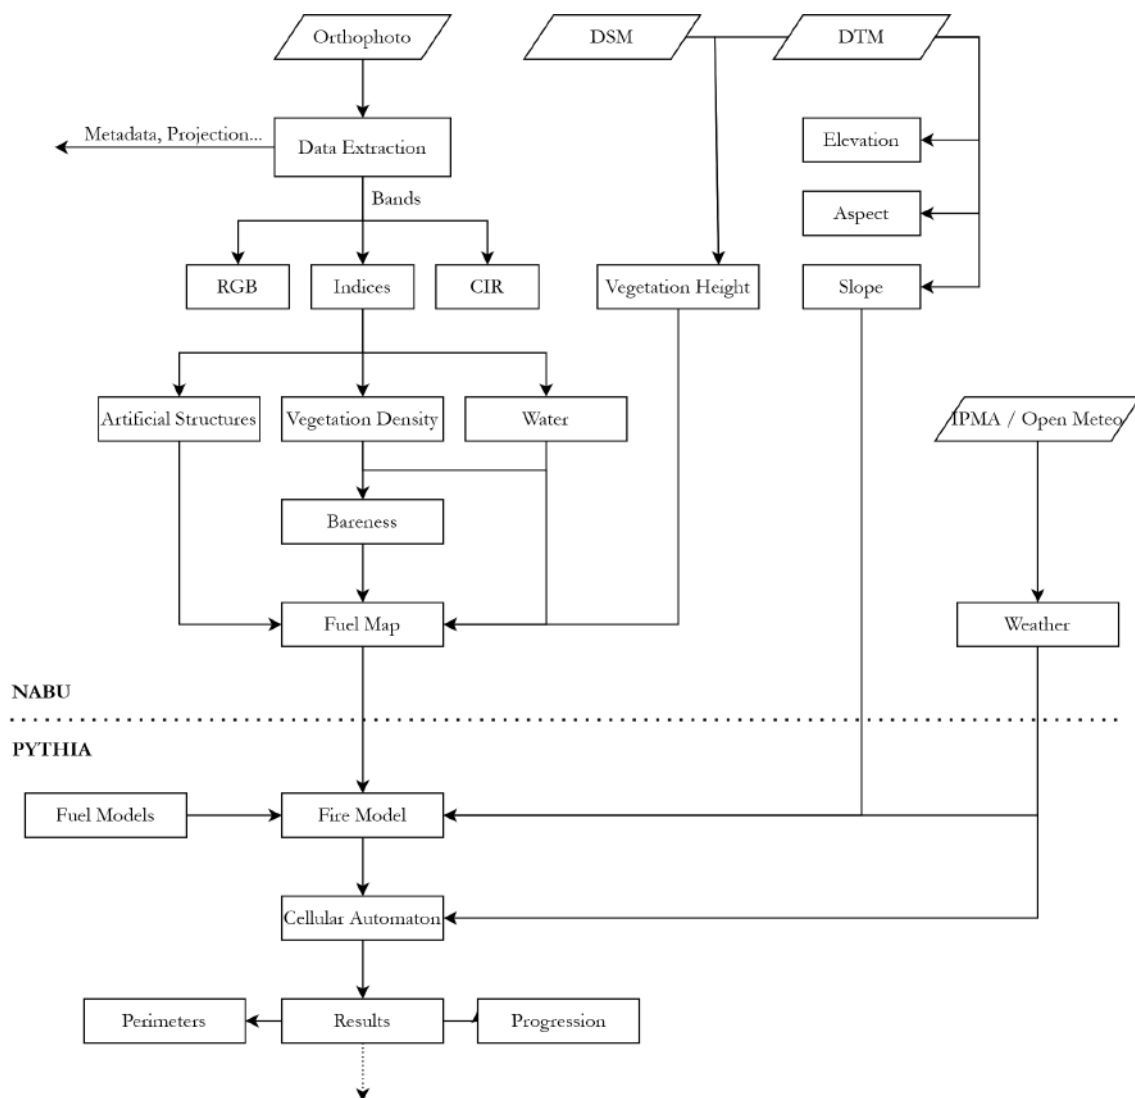 Orthophoto
DSM
DTM
Metadada, Projection...
Data Extraction
Elevation
Bands
Aspect
RGB
Indices
CIR
Vegetation Height
Slope
Artificial Structures
Vegetation Density
Water
IPMA / Open Meteo
Bareness
Fuel Map
Weather
NABU
PYTHIA
Fuel Models
Fire Model
Cellular Automaton
Perimeters
Results
Progression